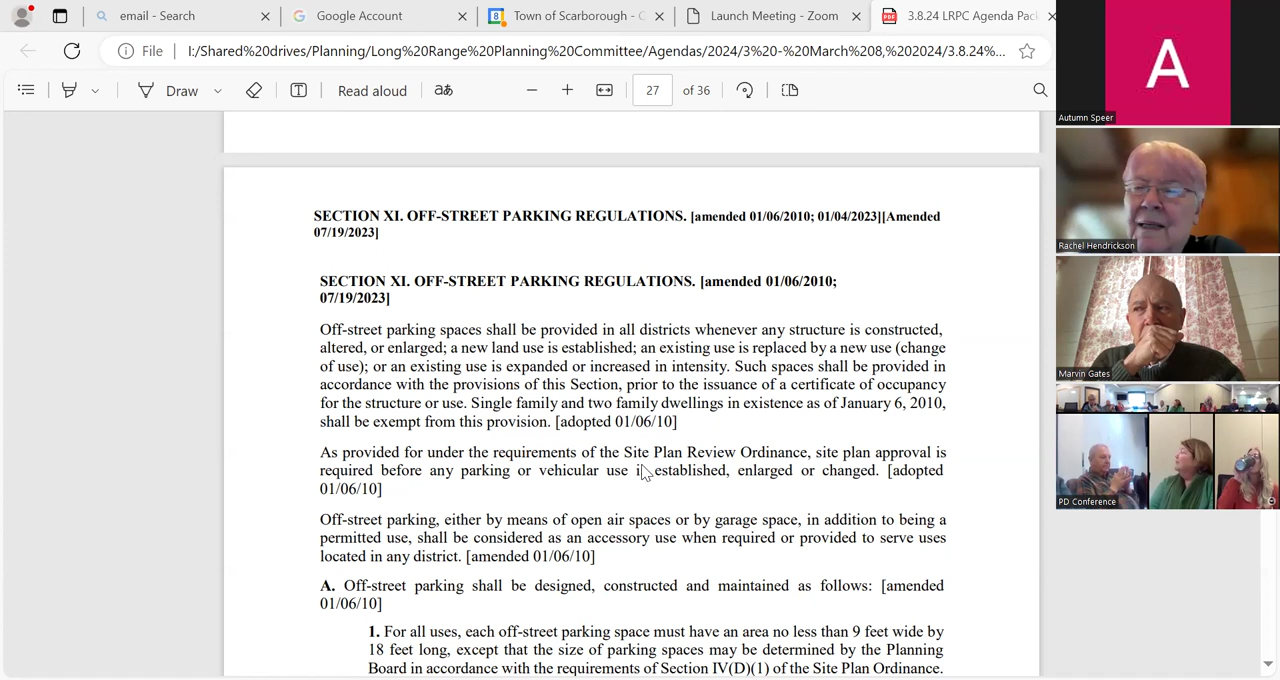 email - Search
Google Account
Town of Scarborough - C
Launch Meeting - Zoom
3.8.24 LRPC Agenda Pack
File
I:/Shared%20drives/Planning/Long%20Range%20Planning%20Committee/Agendas/2024/3%20-%20March%208,%202024/3.8.24%...
Draw
Read aloud
aあ
27
of 36
SECTION XI. OFF-STREET PARKING REGULATIONS. [amended 01/06/2010; 01/04/2023][Amended
07/19/2023]
SECTION XI. OFF-STREET PARKING REGULATIONS. [amended 01/06/2010;
07/19/2023]
Off-street parking spaces shall be provided in all districts whenever any structure is constructed,
altered, or enlarged; a new land use is established; an existing use is replaced by a new use (change
of use); or an existing use is expanded or increased in intensity. Such spaces shall be provided in
accordance with the provisions of this Section, prior to the issuance of a certificate of occupancy
for the structure or use. Single family and two family dwellings in existence as of January 6, 2010,
shall be exempt from this provision. [adopted 01/06/10]
As provided for under the requirements of the Site Plan Review Ordinance, site plan approval is
required before any parking or vehicular use is established, enlarged or changed. [adopted
01/06/10]
Off-street parking, either by means of open air spaces or by garage space, in addition to being a
permitted use, shall be considered as an accessory use when required or provided to serve uses
located in any district. [amended 01/06/10]
A. Off-street parking shall be designed, constructed and maintained as follows: [amended
01/06/10]
1. For all uses, each off-street parking space must have an area no less than 9 feet wide by
18 feet long, except that the size of parking spaces may be determined by the Planning
Board in accordance with the requirements of Section IV(D)(1) of the Site Plan Ordinance.
A
Autumn Speer
Rachel Hendrickson
Marvin Gates
PD Conference